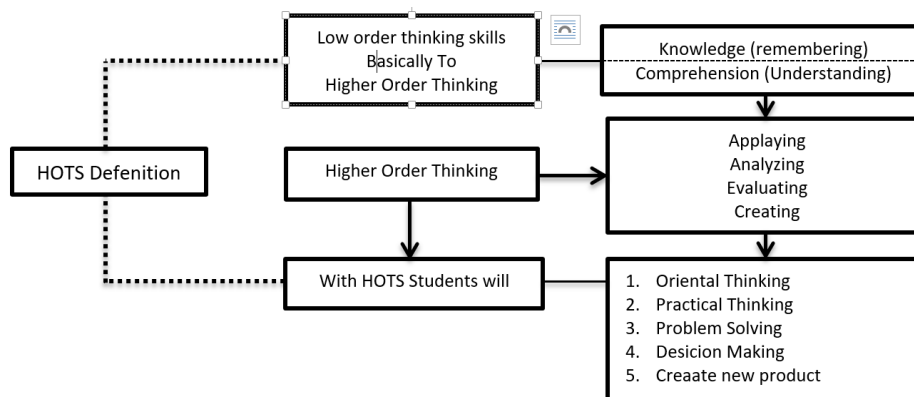 Low order thinking skills
Basically To
Higher Order Thinking
Knowledge (remembering)
Comprehension (Understanding)
HOTS Defenition
Higher Order Thinking
Applaying
Analyzing
Evaluating
Creating
With HOTS Students will
1. Oriental Thinking
2. Practical Thinking
3. Problem Solving
4. Desicion Making
5. Creaate new product